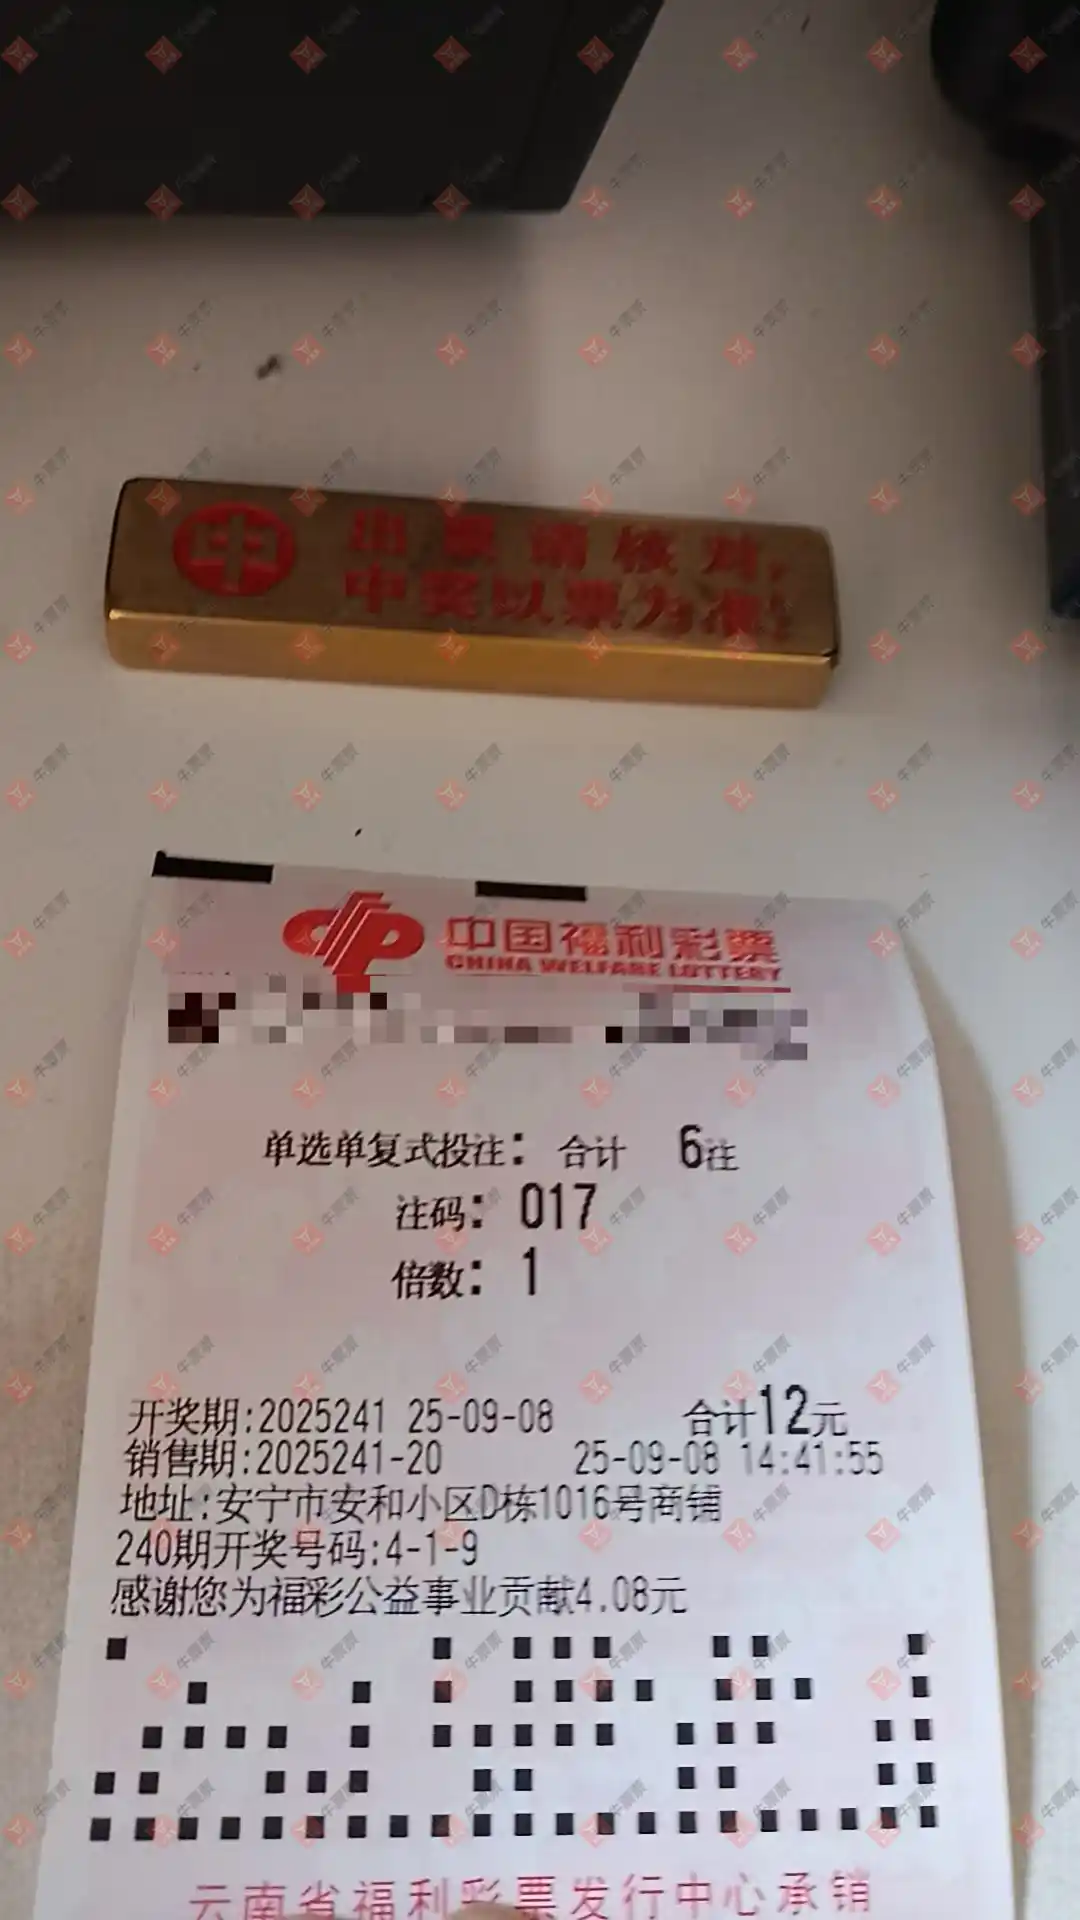 中
出票请核对,
中奖以票为准!
中国福利彩票
CHINA WELFARE LOTTERY
单选单复式投注: 合计 6注
注码: 017
倍数: 1
开奖期:2025241 25-09-08 合计12元
销售期:2025241-20 25-09-08 14:41:55
地址:安宁市安和小区D栋1016号商铺
240期开奖号码:4-1-9
感谢您为福彩公益事业贡献4.08元
云南省福利彩票发行中心承销
牛票票